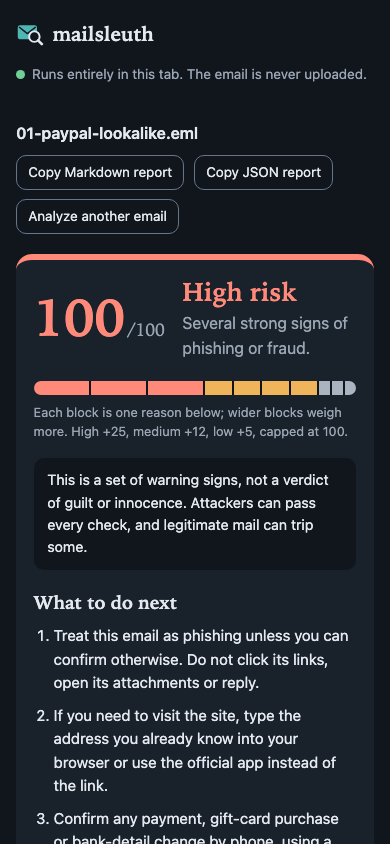 mailsleuth
Runs entirely in this tab. The email is never uploaded.
01-paypal-lookalike.eml
Copy Markdown report
Copy JSON report
Analyze another email
100/100
High risk
Several strong signs of
phishing or fraud.
Each block is one reason below; wider blocks weigh
more. High +25, medium +12, low +5, capped at 100.
This is a set of warning signs, not a verdict
of guilt or innocence. Attackers can pass
every check, and legitimate mail can trip
some.
What to do next
1. Treat this email as phishing unless you can
confirm otherwise. Do not click its links,
open its attachments or reply.
2. If you need to visit the site, type the
address you already know into your
browser or use the official app instead of
the link.
3. Confirm any payment, gift-card purchase
or bank-detail change by phone, using a